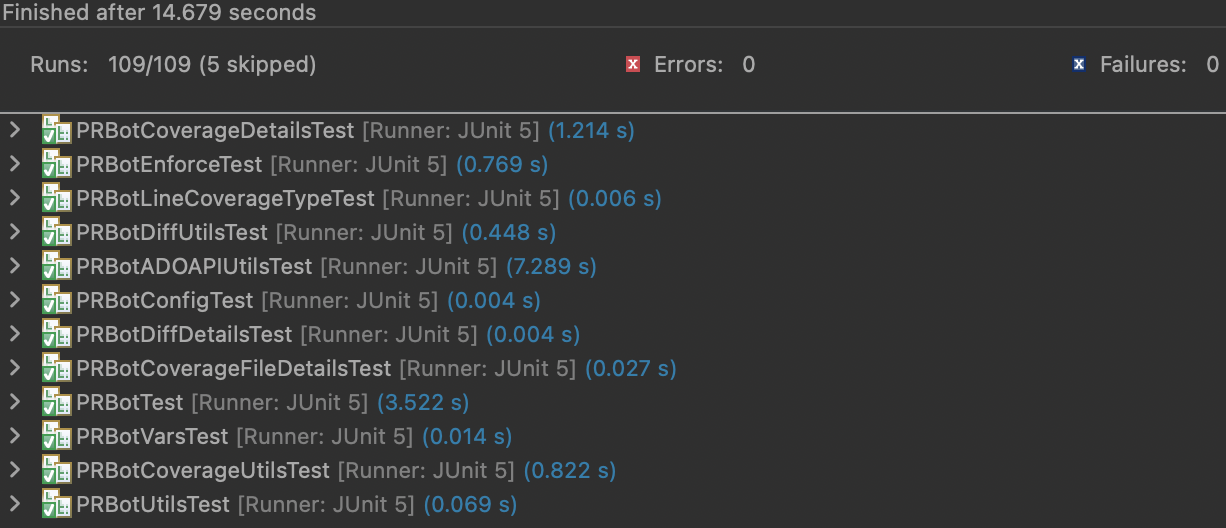 Finished after 14.679 seconds
Runs: 109/109 (5 skipped) Errors: 0 Failures: 0
PRBotCoverageDetailsTest [Runner: JUnit 5] (1.214 s)
PRBotEnforceTest [Runner: JUnit 5] (0.769 s)
PRBotLineCoverageTypeTest [Runner: JUnit 5] (0.006 s)
PRBotDiffUtilsTest [Runner: JUnit 5] (0.448 s)
PRBotADOAPIUtilsTest [Runner: JUnit 5] (7.289 s)
PRBotConfigTest [Runner: JUnit 5] (0.004 s)
PRBotDiffDetailsTest [Runner: JUnit 5] (0.004 s)
PRBotCoverageFileDetailsTest [Runner: JUnit 5] (0.027 s)
PRBotTest [Runner: JUnit 5] (3.522 s)
PRBotVarsTest [Runner: JUnit 5] (0.014 s)
PRBotCoverageUtilsTest [Runner: JUnit 5] (0.822 s)
PRBotUtilsTest [Runner: JUnit 5] (0.069 s)